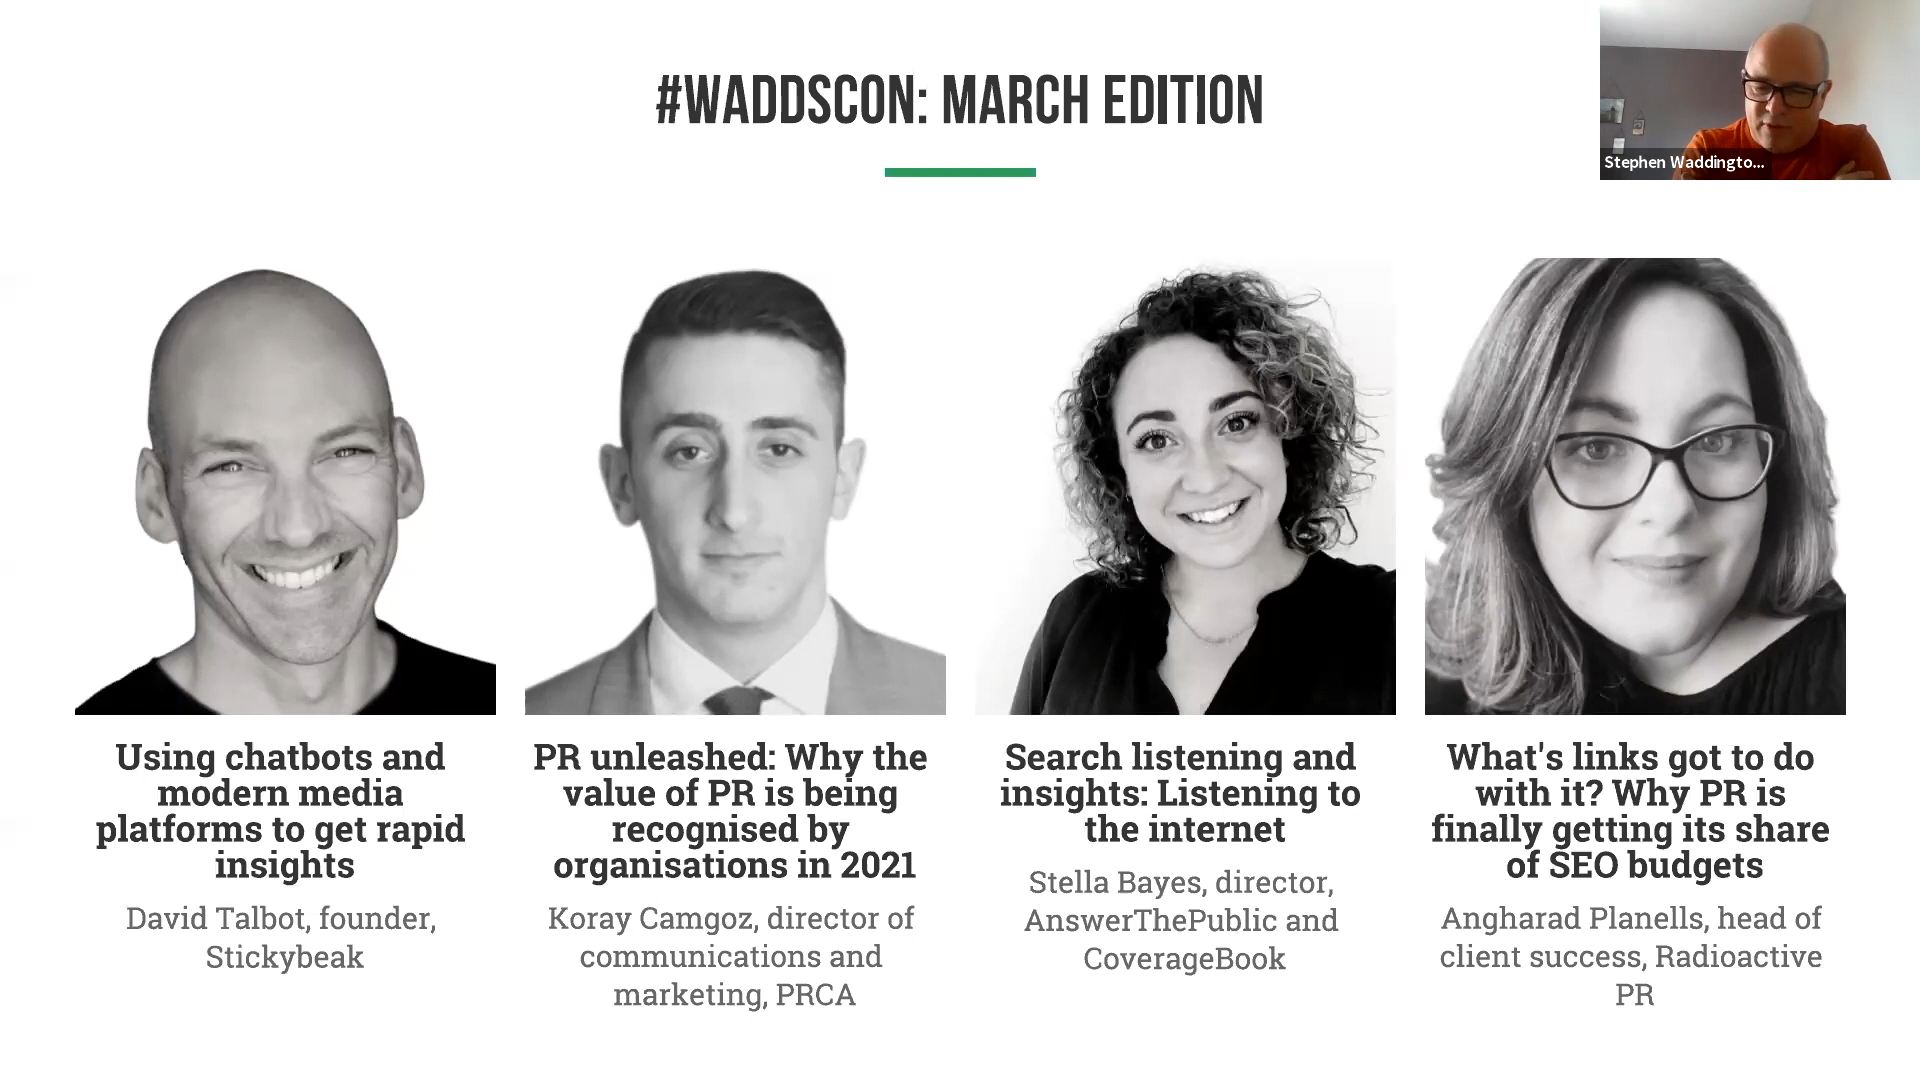 #WADDSCON: MARCH EDITION
Stephen Waddingto...
Using chatbots and
modern media
platforms to get rapid
insights
David Talbot, founder,
Stickybeak
PR unleashed: Why the
value of PR is being
recognised by
organisations in 2021
Koray Camgoz, director of
communications and
marketing, PRCA
Search listening and
insights: Listening to
the internet
Stella Bayes, director,
AnswerThePublic and
CoverageBook
What's links got to do
with it? Why PR is
finally getting its share
of SEO budgets
Angharad Planells, head of
client success, Radioactive
PR